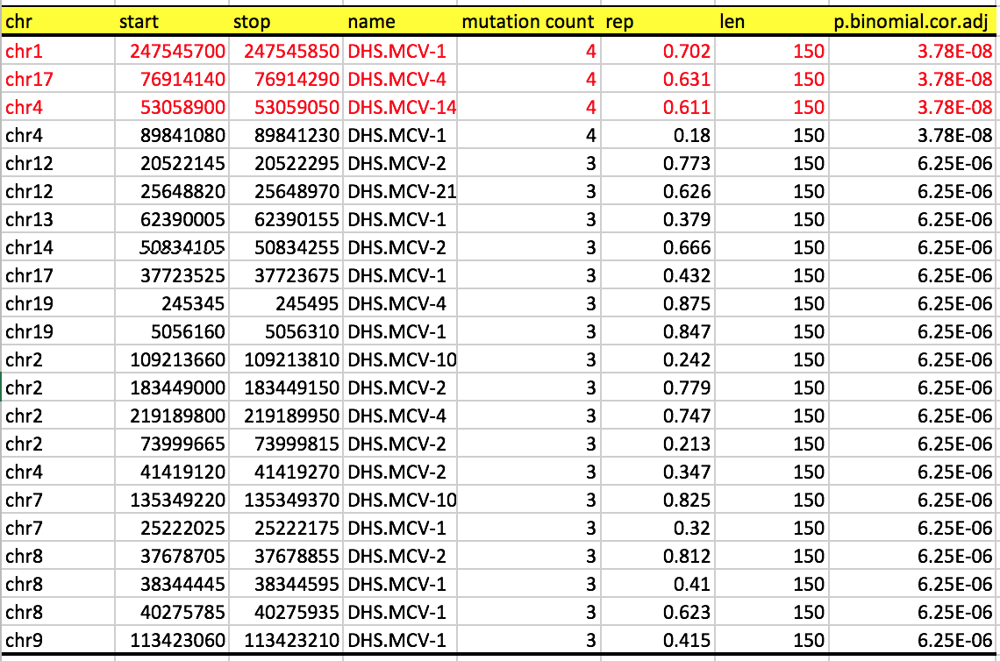 chr start stop name mutation count rep len p.binomial.cor.adj
chr1 247545700 247545850 DHS.MCV-1 4 0.702 150 3.78E-08
chr17 76914140 76914290 DHS.MCV-4 4 0.631 150 3.78E-08
chr4 53058900 53059050 DHS.MCV-14 4 0.611 150 3.78E-08
chr4 89841080 89841230 DHS.MCV-1 4 0.18 150 3.78E-08
chr12 20522145 20522295 DHS.MCV-2 3 0.773 150 6.25E-06
chr12 25648820 25648970 DHS.MCV-21 3 0.626 150 6.25E-06
chr13 62390005 62390155 DHS.MCV-1 3 0.379 150 6.25E-06
chr14 50834105 50834255 DHS.MCV-2 3 0.666 150 6.25E-06
chr17 37723525 37723675 DHS.MCV-1 3 0.432 150 6.25E-06
chr19 245345 245495 DHS.MCV-4 3 0.875 150 6.25E-06
chr19 5056160 5056310 DHS.MCV-1 3 0.847 150 6.25E-06
chr2 109213660 109213810 DHS.MCV-10 3 0.242 150 6.25E-06
chr2 183449000 183449150 DHS.MCV-2 3 0.779 150 6.25E-06
chr2 219189800 219189950 DHS.MCV-4 3 0.747 150 6.25E-06
chr2 73999665 73999815 DHS.MCV-2 3 0.213 150 6.25E-06
chr4 41419120 41419270 DHS.MCV-2 3 0.347 150 6.25E-06
chr7 135349220 135349370 DHS.MCV-10 3 0.825 150 6.25E-06
chr7 25222025 25222175 DHS.MCV-1 3 0.32 150 6.25E-06
chr8 37678705 37678855 DHS.MCV-2 3 0.812 150 6.25E-06
chr8 38344445 38344595 DHS.MCV-1 3 0.41 150 6.25E-06
chr8 40275785 40275935 DHS.MCV-1 3 0.623 150 6.25E-06
chr9 113423060 113423210 DHS.MCV-1 3 0.415 150 6.25E-06